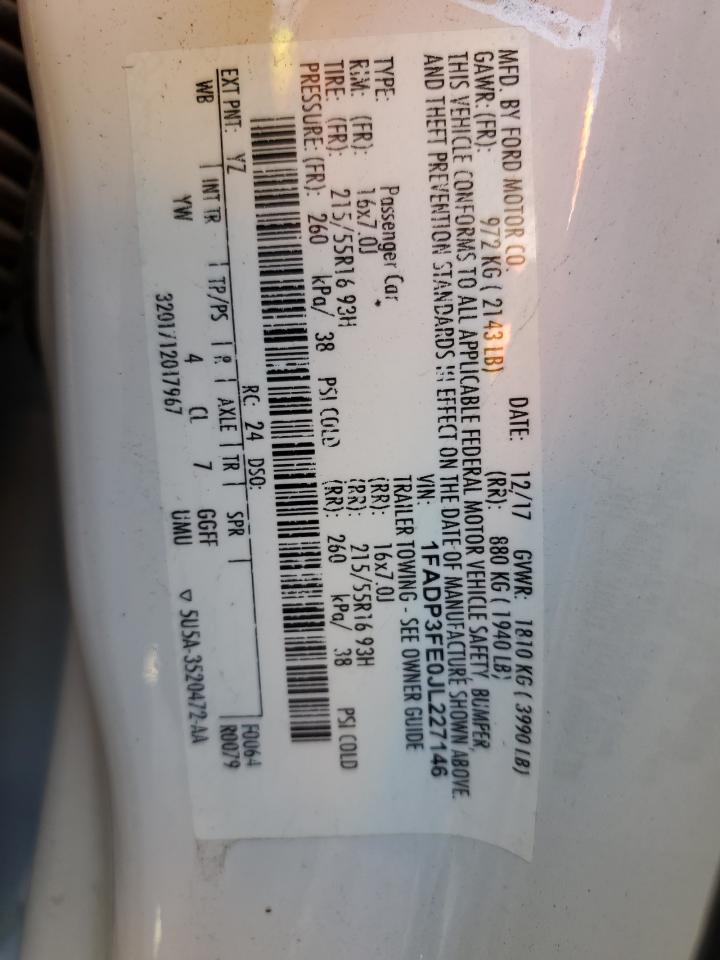 MFD. BY FORD MOTOR CO. DATE: 12/17 GVWR: 1810 KG ( 3990 LB)
GAWR: (FR): 972 KG ( 2143 LB) (RR): 880 KG ( 1940 LB)
THIS VEHICLE CONFORMS TO ALL APPLICABLE FEDERAL MOTOR VEHICLE SAFETY, BUMPER,
AND THEFT PREVENTION STANDARDS IN EFFECT ON THE DATE OF MANUFACTURE SHOWN ABOVE.
VIN: 1FADP3FE0JL227146
TYPE: Passenger Car * TRAILER TOWING - SEE OWNER GUIDE
RIM: (FR): 16x7.0J (RR): 16x7.0J
TIRE: (FR): 215/55R16 93H (RR): 215/55R16 93H
PRESSURE: (FR): 260 kPa/ 38 PSI COLD (RR): 260 kPa/ 38 PSI COLD
EXT PNT: YZ RC: 24 DSO: F0064
WB | INT TR | TP/PS | R | AXLE | TR | SPR | R0079
YW 4 CL 7 GGFF
3201712017967 UMU ▽ 5U5A-3520472-AA